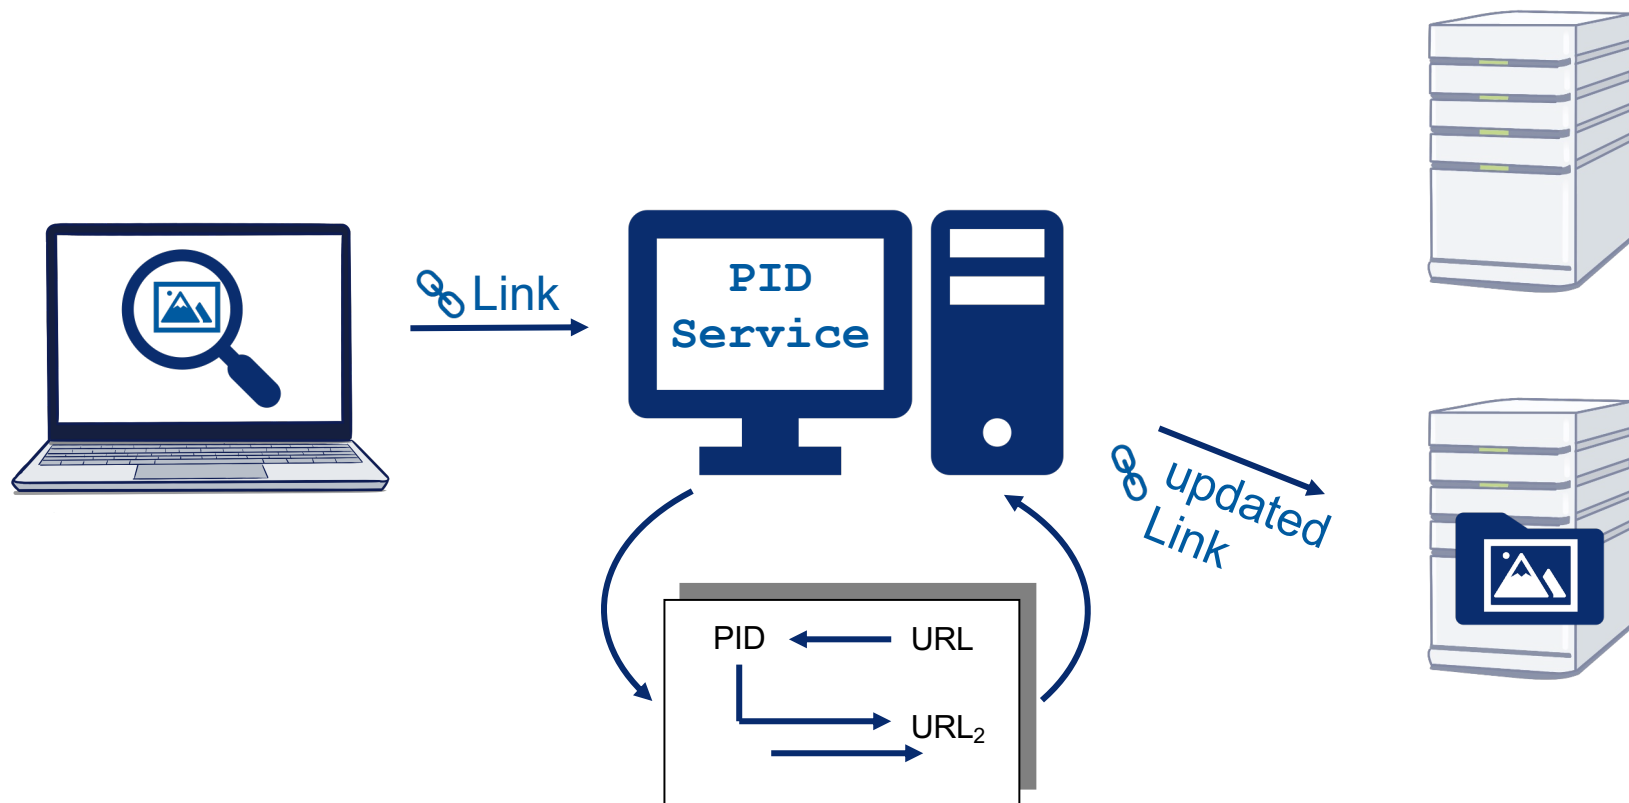 Link
PID
Service
updated
Link
PID URL
URL₂